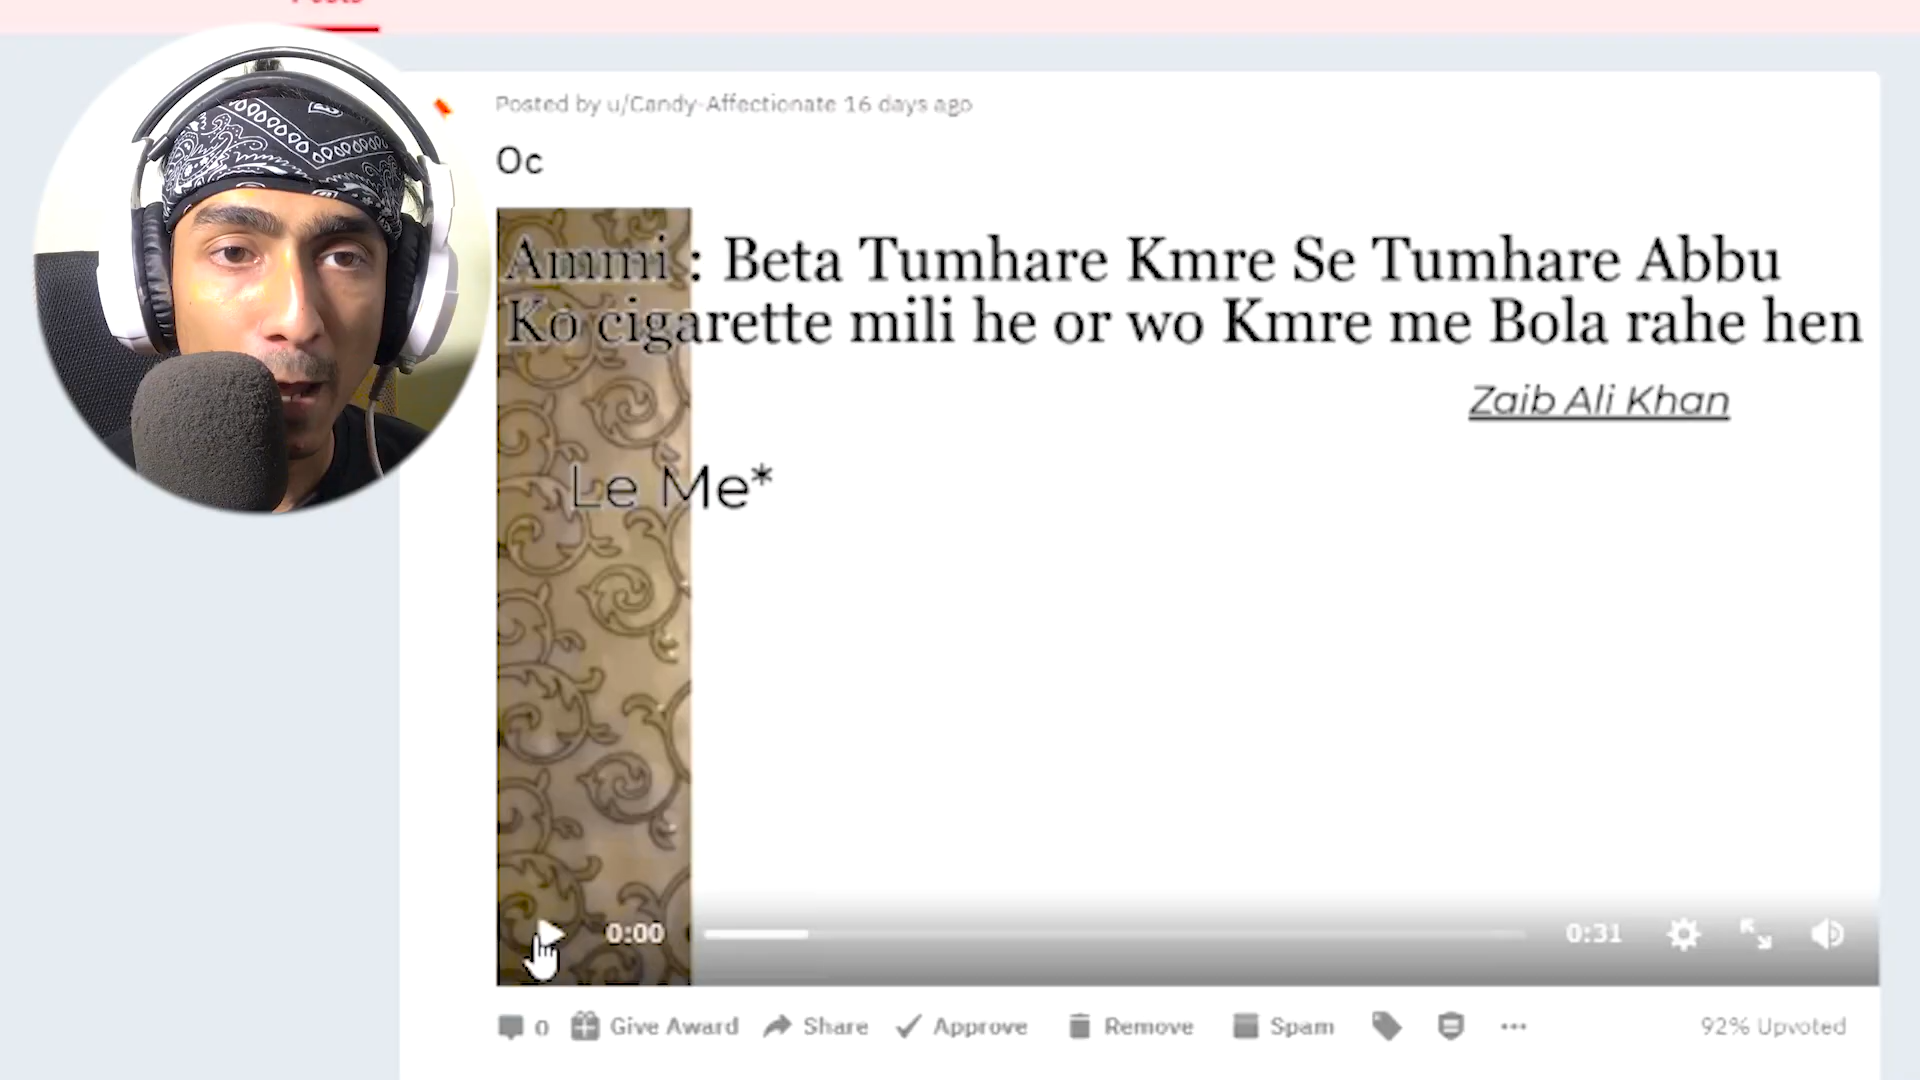 Posts
Posted by u/Candy-Affectionate 16 days ago
Oc
Ammi : Beta Tumhare Kmre Se Tumhare Abbu
Ko cigarette mili he or wo Kmre me Bola rahe hen
Zaib Ali Khan
Le Me*
0:00
0:31
0 Give Award Share Approve Remove Spam 92% Upvoted